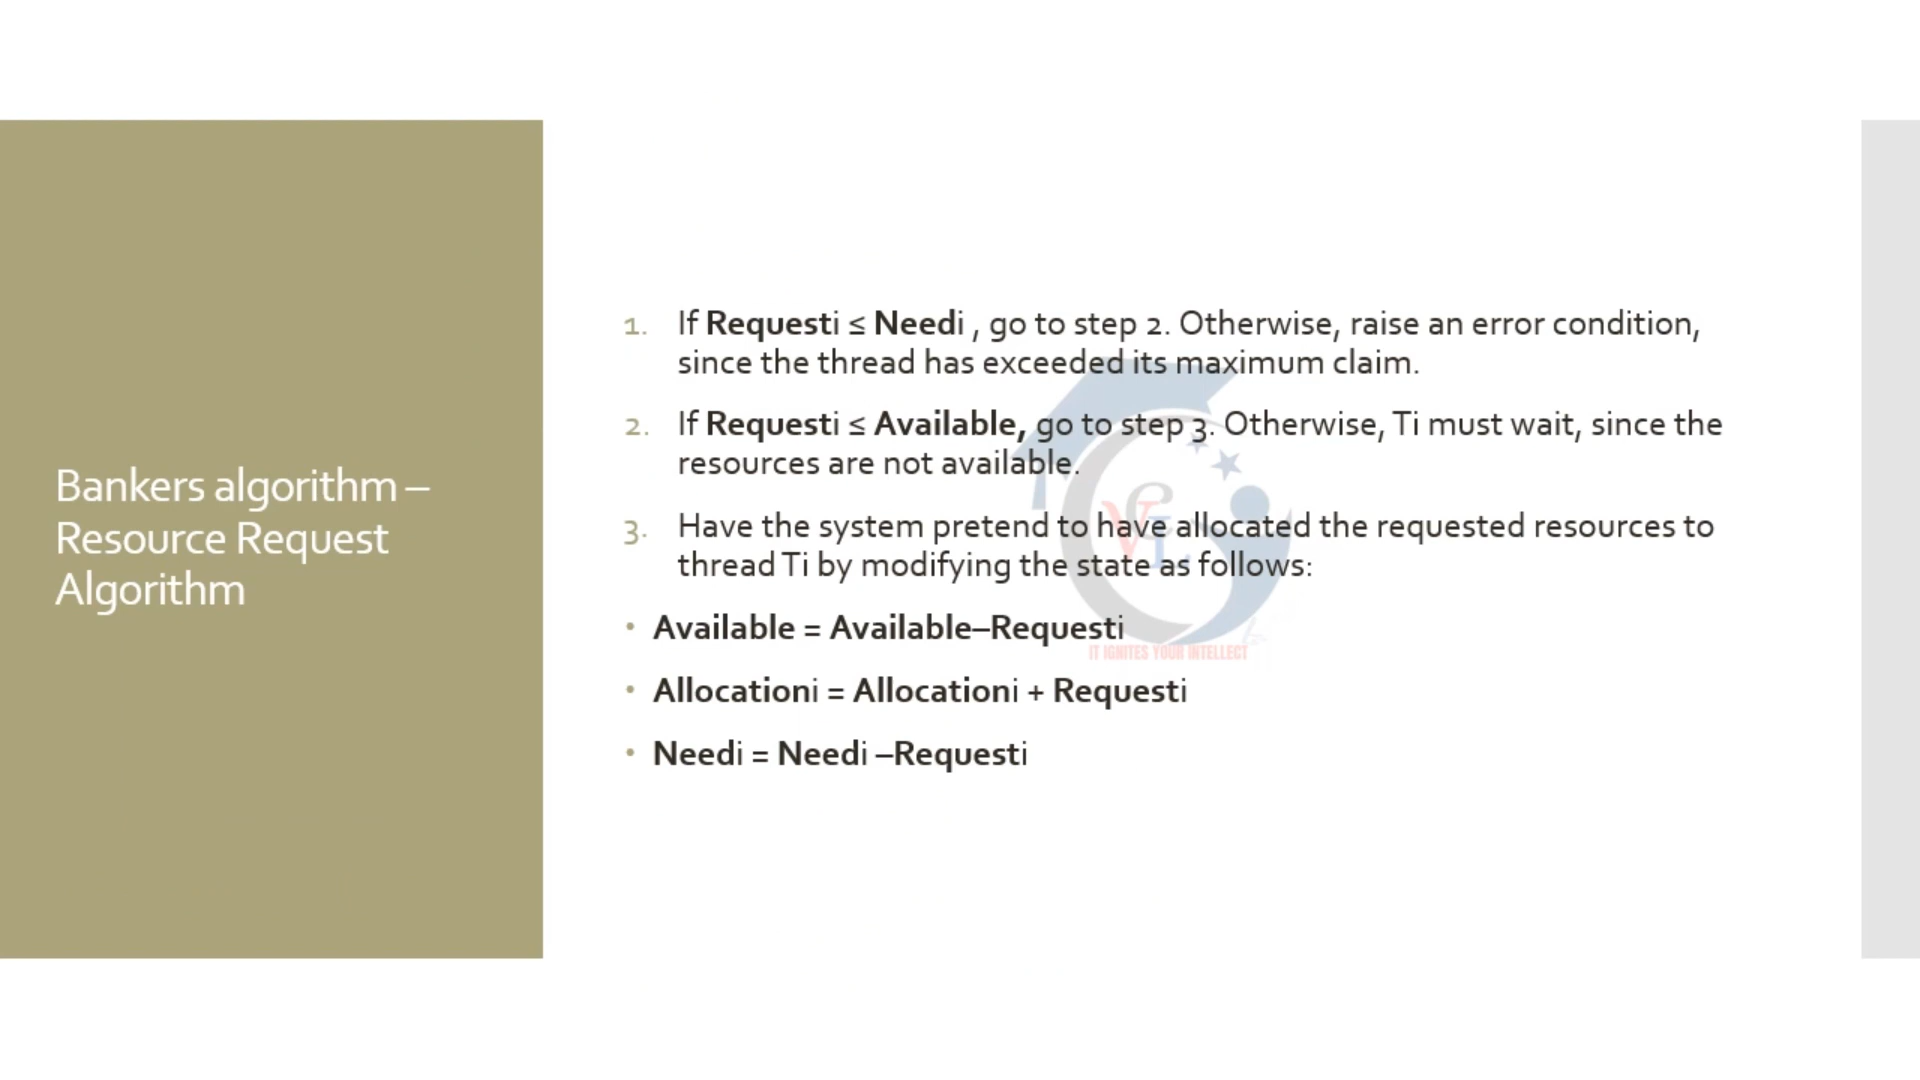 Bankers algorithm –
Resource Request
Algorithm
1. If Requesti ≤ Needi , go to step 2. Otherwise, raise an error condition,
since the thread has exceeded its maximum claim.
2. If Requesti ≤ Available, go to step 3. Otherwise, Ti must wait, since the
resources are not available.
3. Have the system pretend to have allocated the requested resources to
thread Ti by modifying the state as follows:
• Available = Available–Requesti
• Allocationi = Allocationi + Requesti
• Needi = Needi –Requesti
VeL
IT IGNITES YOUR INTELLECT